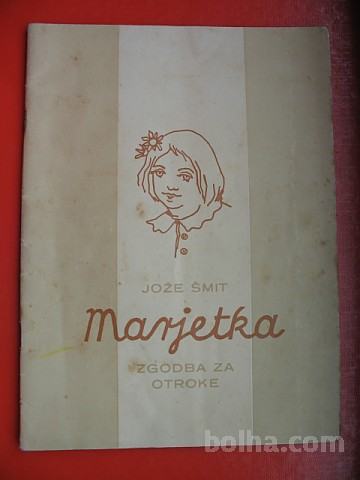 JOŽE ŠMIT
Marjetka
ZGODBA ZA
OTROKE
bolha.com